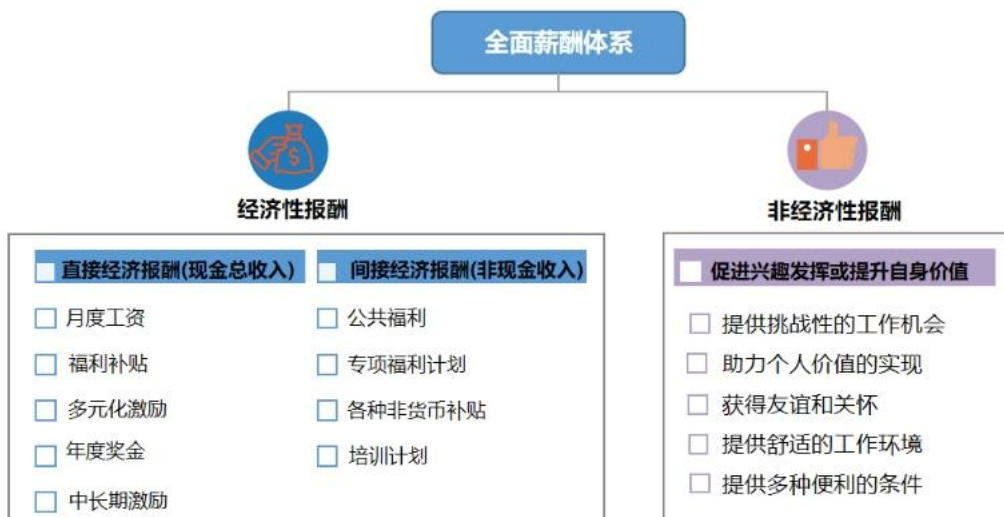 全面薪酬体系
经济性报酬
非经济性报酬
直接经济报酬(现金总收入)
月度工资
福利补贴
多元化激励
年度奖金
中长期激励
间接经济报酬(非现金收入)
公共福利
专项福利计划
各种非货币补贴
培训计划
促进兴趣发挥或提升自身价值
提供挑战性的工作机会
助力个人价值的实现
获得友谊和关怀
提供舒适的工作环境
提供多种便利的条件